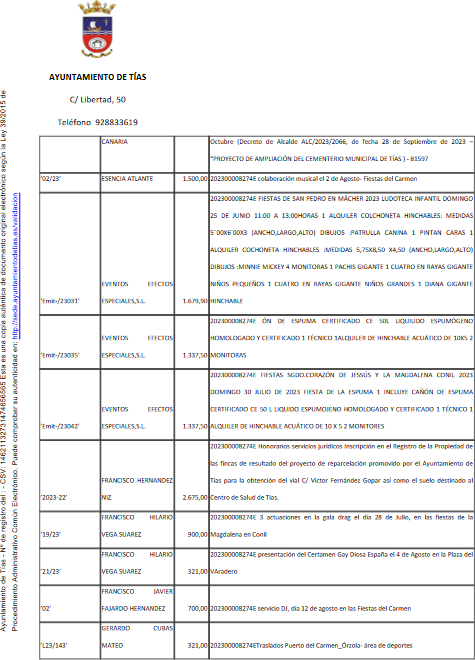 AYUNTAMIENTO DE TÍAS
C/ Libertad, 50
Teléfono 928833619
CANARIA
Octubre (Decreto de Alcalde ALC/2023/2066, de fecha 28 de Septiembre de 2023 –
"PROYECTO DE AMPLIACIÓN DEL CEMENTERIO MUNICIPAL DE TÍAS ) - 81597
'02/23' ESENCIA ATLANTE 1.500,00 202300008274E colaboración musical el 2 de Agosto- Fiestas del Carmen
202300008274E FIESTAS DE SAN PEDRO EN MÁCHER 2023 LUDOTECA INFANTIL DOMINGO
25 DE JUNIO 11:00 A 13:00HORAS 1 ALQUILER COLCHONETA HINCHABLES: MEDIDAS
5´00X6´00X3 (ANCHO,LARGO,ALTO) DIBUJOS :PATRULLA CANINA 1 PINTAN CARAS 1
ALQUILER COCHONETA HINCHABLES :MEDIDAS 5,75X8,50 X4,50 (ANCHO,LARGO,ALTO)
DIBUJOS :MINNIE MICKEY 4 MONITORAS 1 PACHIS GIGANTE 1 CUATRO EN RAYAS GIGANTE
EVENTOS EFECTOS NIÑOS PEQUEÑOS 1 CUATRO EN RAYAS GIGANTE NIÑOS GRANDES 1 DIANA GIGANTE
'Emit-/23031' ESPECIALES,S.L. 1.679,90 HINCHABLE
202300008274E ÓN DE ESPUMA CERTIFICADO CE 50L LIQUILIDO ESPUMÓGENO
EVENTOS EFECTOS HOMOLOGADO Y CERTIFICADO 1 TÉCNICO 1ALQUILER DE HINCHABLE ACUÁTICO DE 10X5 2
'Emit-/23035' ESPECIALES,S.L. 1.337,50 MONITORAS
202300008274E FIESTAS SGDO.CORAZÓN DE JESÚS Y LA MAGDALENA CONIL 2023
DOMINGO 30 JULIO DE 2023 FIESTA DE LA ESPUMA 1 INCLUYE CAÑÓN DE ESPUMA
EVENTOS EFECTOS CERTIFICADO CE 50 L LIQUIDO ESPUMOJENO HOMOLOGADO Y CERTIFICADO 1 TÉCNICO 1
'Emit-/23042' ESPECIALES,S.L. 1.337,50 ALQUILER DE HINCHABLE ACUÁTICO DE 10 X 5 2 MONITORES
202300008274E Honorarios servicios jurídicos Inscripción en el Registro de la Propiedad de
las fincas de resultado del proyecto de reparcelación promovido por el Ayuntamiento de
FRANCISCO HERNANDEZ Tías para la obtención del vial C/ Víctor Fernández Gopar así como el suelo destinado al
'2023-22' NIZ 2.675,00 Centro de Salud de Tías.
FRANCISCO HILARIO 202300008274E 3 actuaciones en la gala drag el día 28 de Julio, en las fiestas de la
'19/23' VEGA SUAREZ 900,00 Magdalena en Conil
FRANCISCO HILARIO 202300008274E presentación del Certamen Gay Diosa España el 4 de Agosto en la Plaza del
'21/23' VEGA SUAREZ 321,00 VAradero
FRANCISCO JAVIER
'02' FAJARDO HERNANDEZ 700,00 202300008274E servicio DJ, día 12 de agosto en las Fiestas del Carmen
GERARDO CUBAS
'L23/143' MATEO 321,00 202300008274ETraslados Puerto del Carmen_Órzola- área de deportes
Ayuntamiento de Tías - Nº de registro del : - CSV: 14621132731474656565 Esta es una copia auténtica de documento original electrónico según la Ley 39/2015 de
Procedimiento Administrativo Común Electrónico. Puede comprobar su autenticidad en: http://sede.ayuntamientodetias.es/validacion